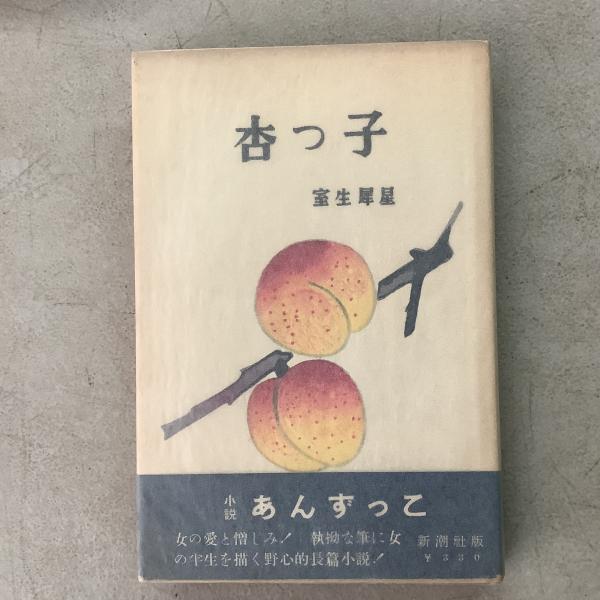 杏っ子
室生犀星
小説 あんずっこ
女の愛と憎しみ！ 執拗な筆に女
の半生を描く野心的長篇小説！
新潮社版
￥330